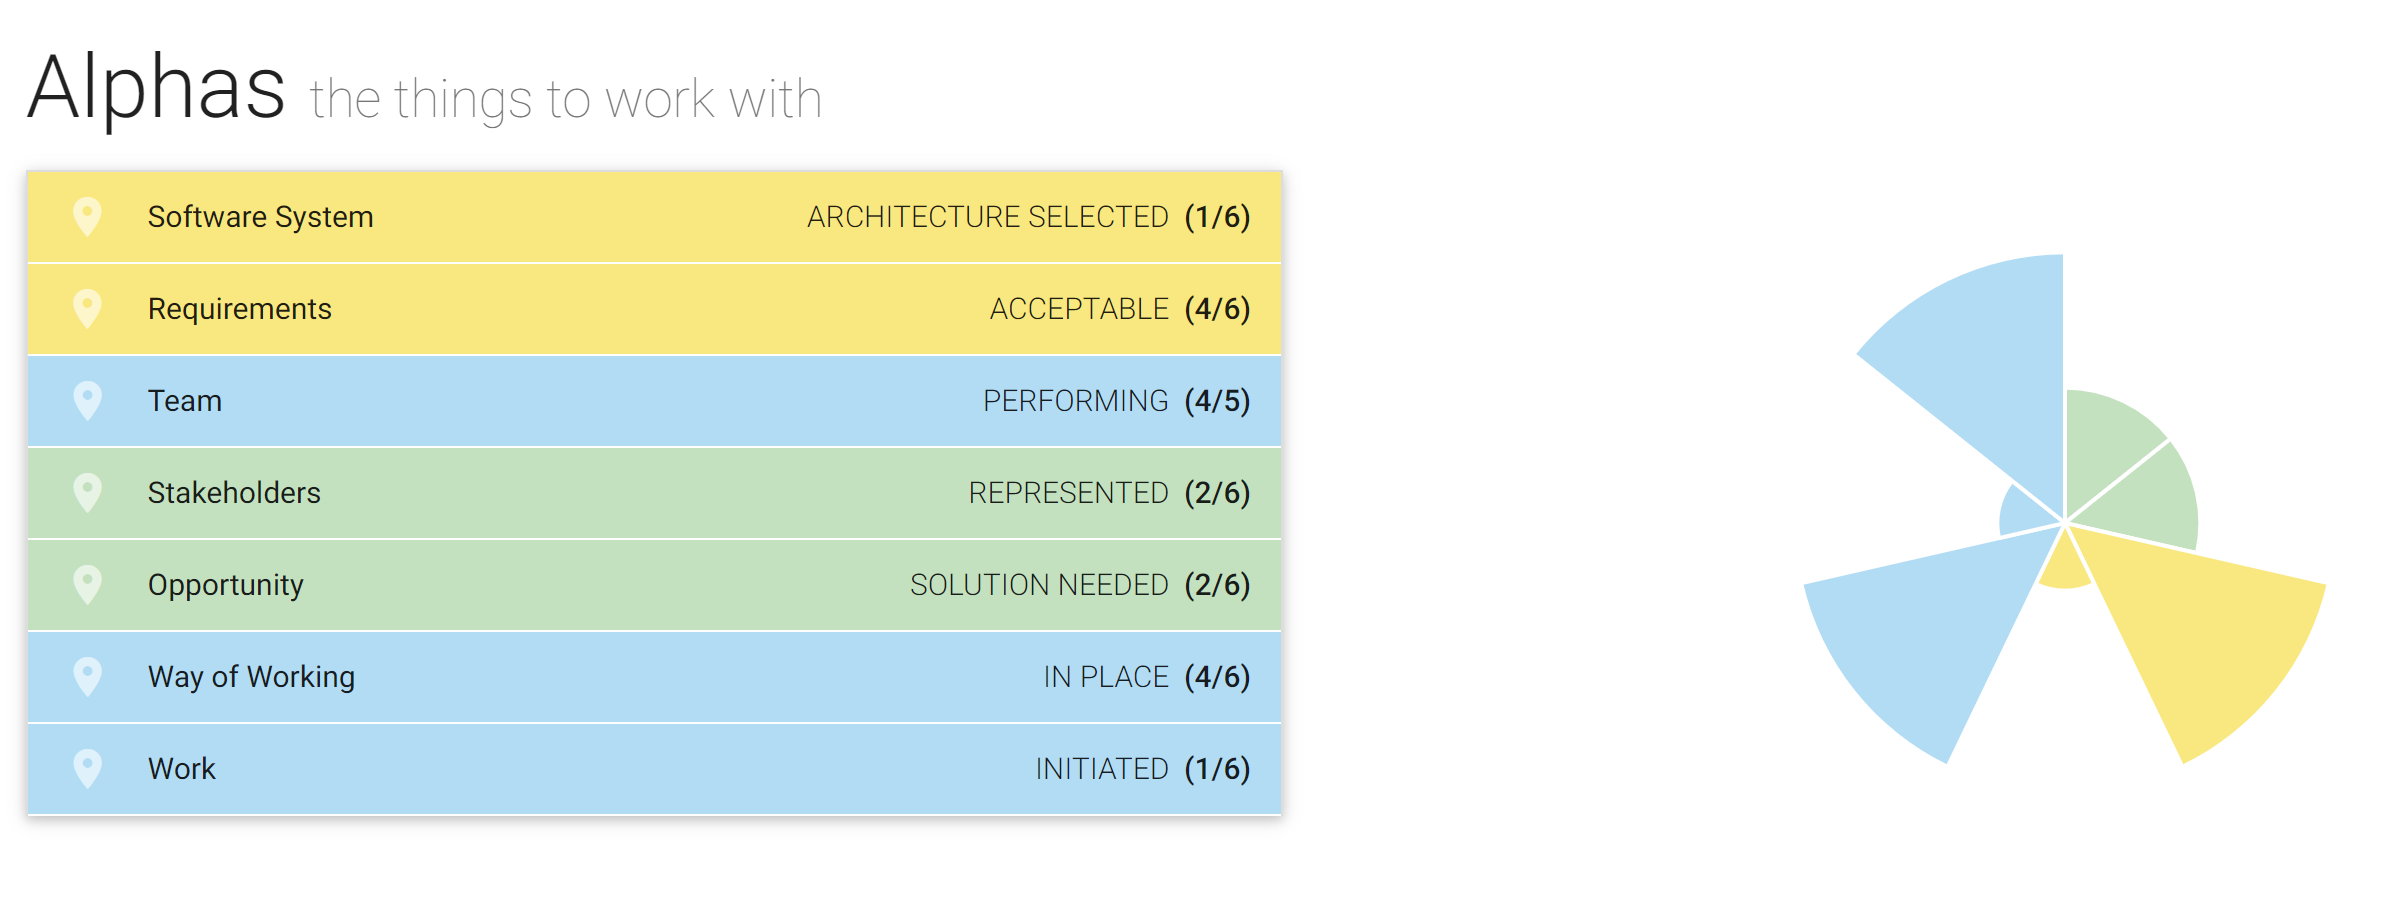 Alphas the things to work with
Software System ARCHITECTURE SELECTED (1/6)
Requirements ACCEPTABLE (4/6)
Team PERFORMING (4/5)
Stakeholders REPRESENTED (2/6)
Opportunity SOLUTION NEEDED (2/6)
Way of Working IN PLACE (4/6)
Work INITIATED (1/6)